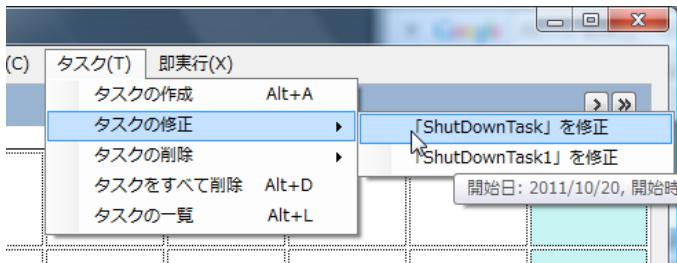 (C) タスク(T) 即実行(X)
タスクの作成 Alt+A
タスクの修正
「ShutDownTask」を修正
「ShutDownTask1」を修正
タスクの削除
タスクをすべて削除 Alt+D
タスクの一覧 Alt+L
開始日: 2011/10/20, 開始時